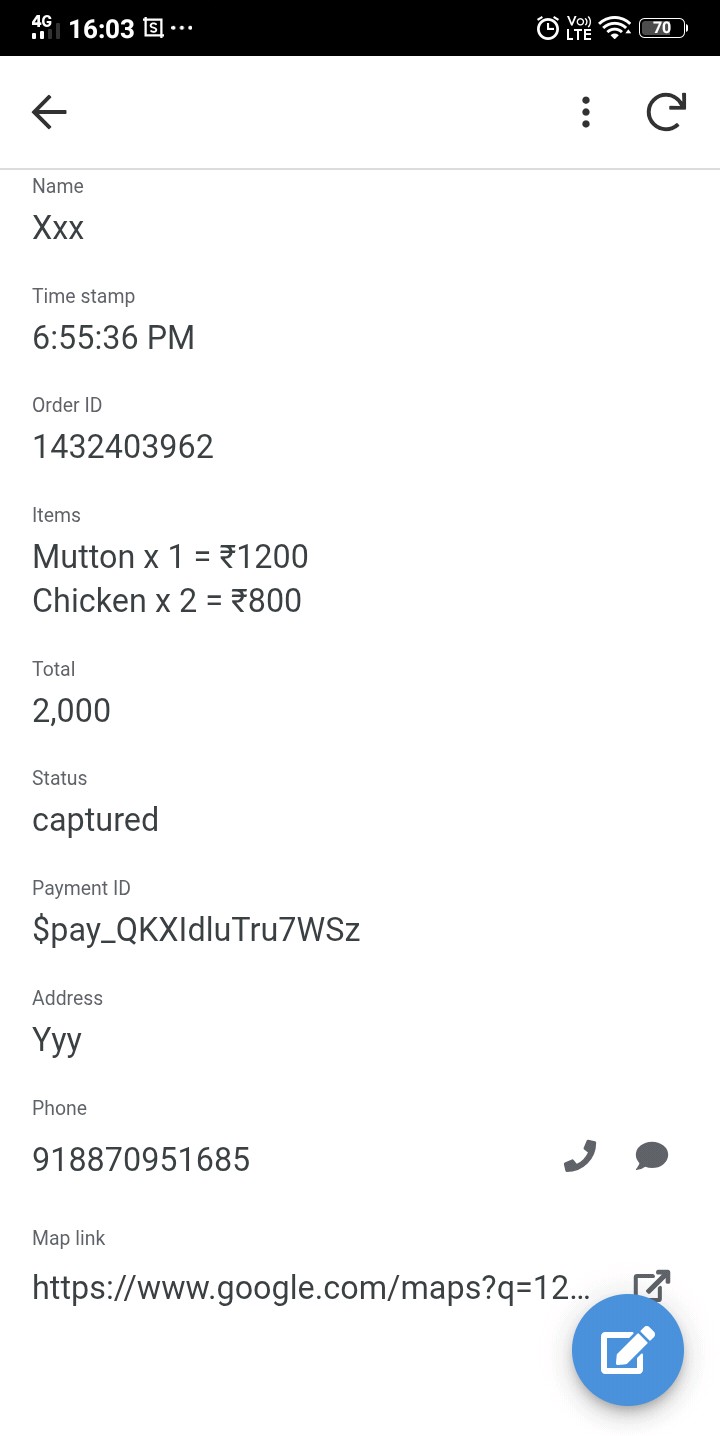 4G 16:03 S ... Vo)) LTE 70
Name
Xxx
Time stamp
6:55:36 PM
Order ID
1432403962
Items
Mutton x 1 = ₹1200
Chicken x 2 = ₹800
Total
2,000
Status
captured
Payment ID
$pay_QKXIdluTru7WSz
Address
Yyy
Phone
918870951685
Map link
https://www.google.com/maps?q=12...